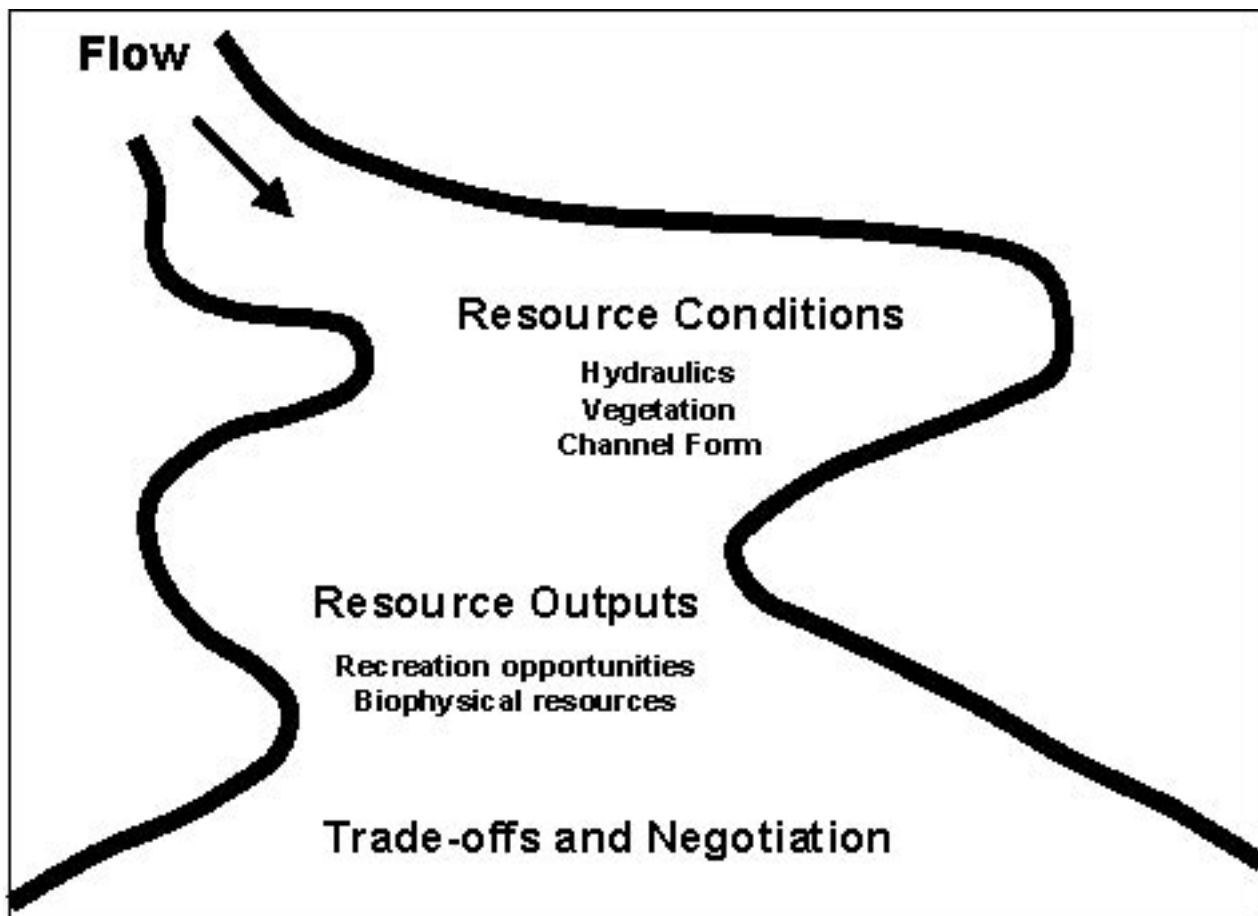 Flow
Resource Conditions
Hydraulics
Vegetation
Channel Form
Resource Outputs
Recreation opportunities
Biophysical resources
Trade-offs and Negotiation